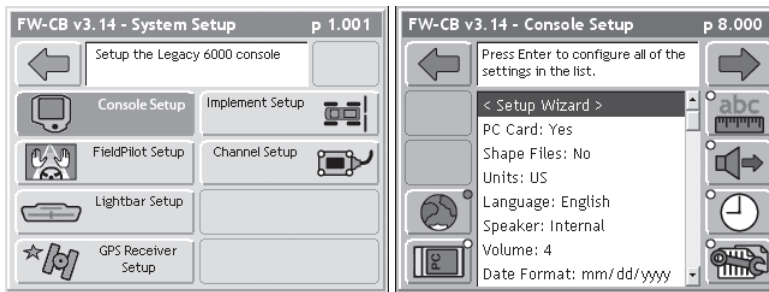 FW-CB v3.14 - System Setup p 1.001
Setup the Legacy 6000 console
Console Setup
Implement Setup
FieldPilot Setup
Channel Setup
Lightbar Setup
GPS Receiver
Setup
FW-CB v3.14 - Console Setup p 8.000
Press Enter to configure all of the
settings in the list.
< Setup Wizard >
PC Card: Yes
Shape Files: No
Units: US
Language: English
Speaker: Internal
Volume: 4
Date Format: mm/dd/yyyy
abc
PC